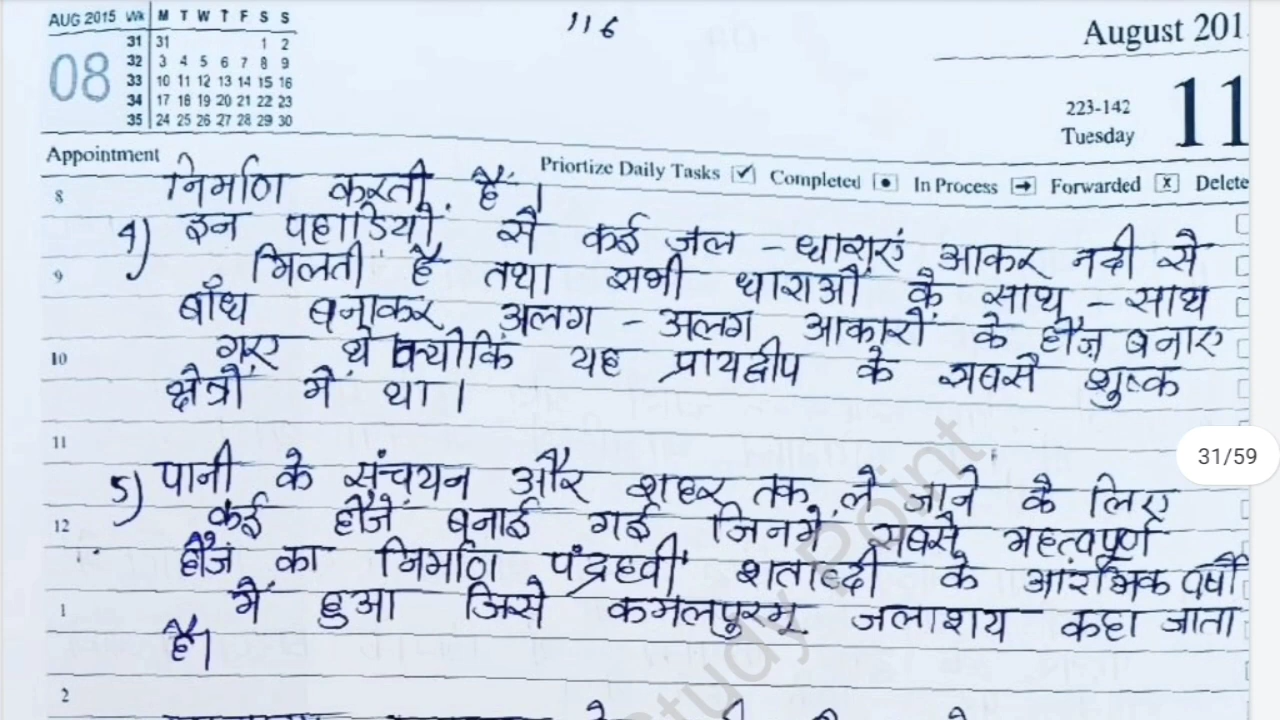 AUG 2015 Wk M T W T F S S
31 31 1 2
08 32 3 4 5 6 7 8 9
33 10 11 12 13 14 15 16
34 17 18 19 20 21 22 23
35 24 25 26 27 28 29 30
116
August 201
223-142
Tuesday
11
Appointment
Priortize Daily Tasks ✓ Completed • In Process → Forwarded x Delete
8 निर्माण करती हैं।
4) इन पहाडियों से कई जल - धाराएं आकर नदी से
9 मिलती है तथा सभी धाराओं के साथ - साथ
बाँध बनाकर अलग - अलग आकारों के हौज़ बनाए
10 गए थे क्योंकि यह प्रायद्वीप के सबसे शुष्क
क्षेत्रों में था।
11
5) पानी के संचयन और शहर तक ले जाने के लिए
12 कई हौजें बनाई गई जिनमें सबसे महत्वपूर्ण
हौज का निर्माण पंद्रहवी शताब्दी के आंरभिक वर्षों
1 में हुआ जिसे कमलपुरम् जलाशय कहा जाता
है।
2
31/59
Study Point